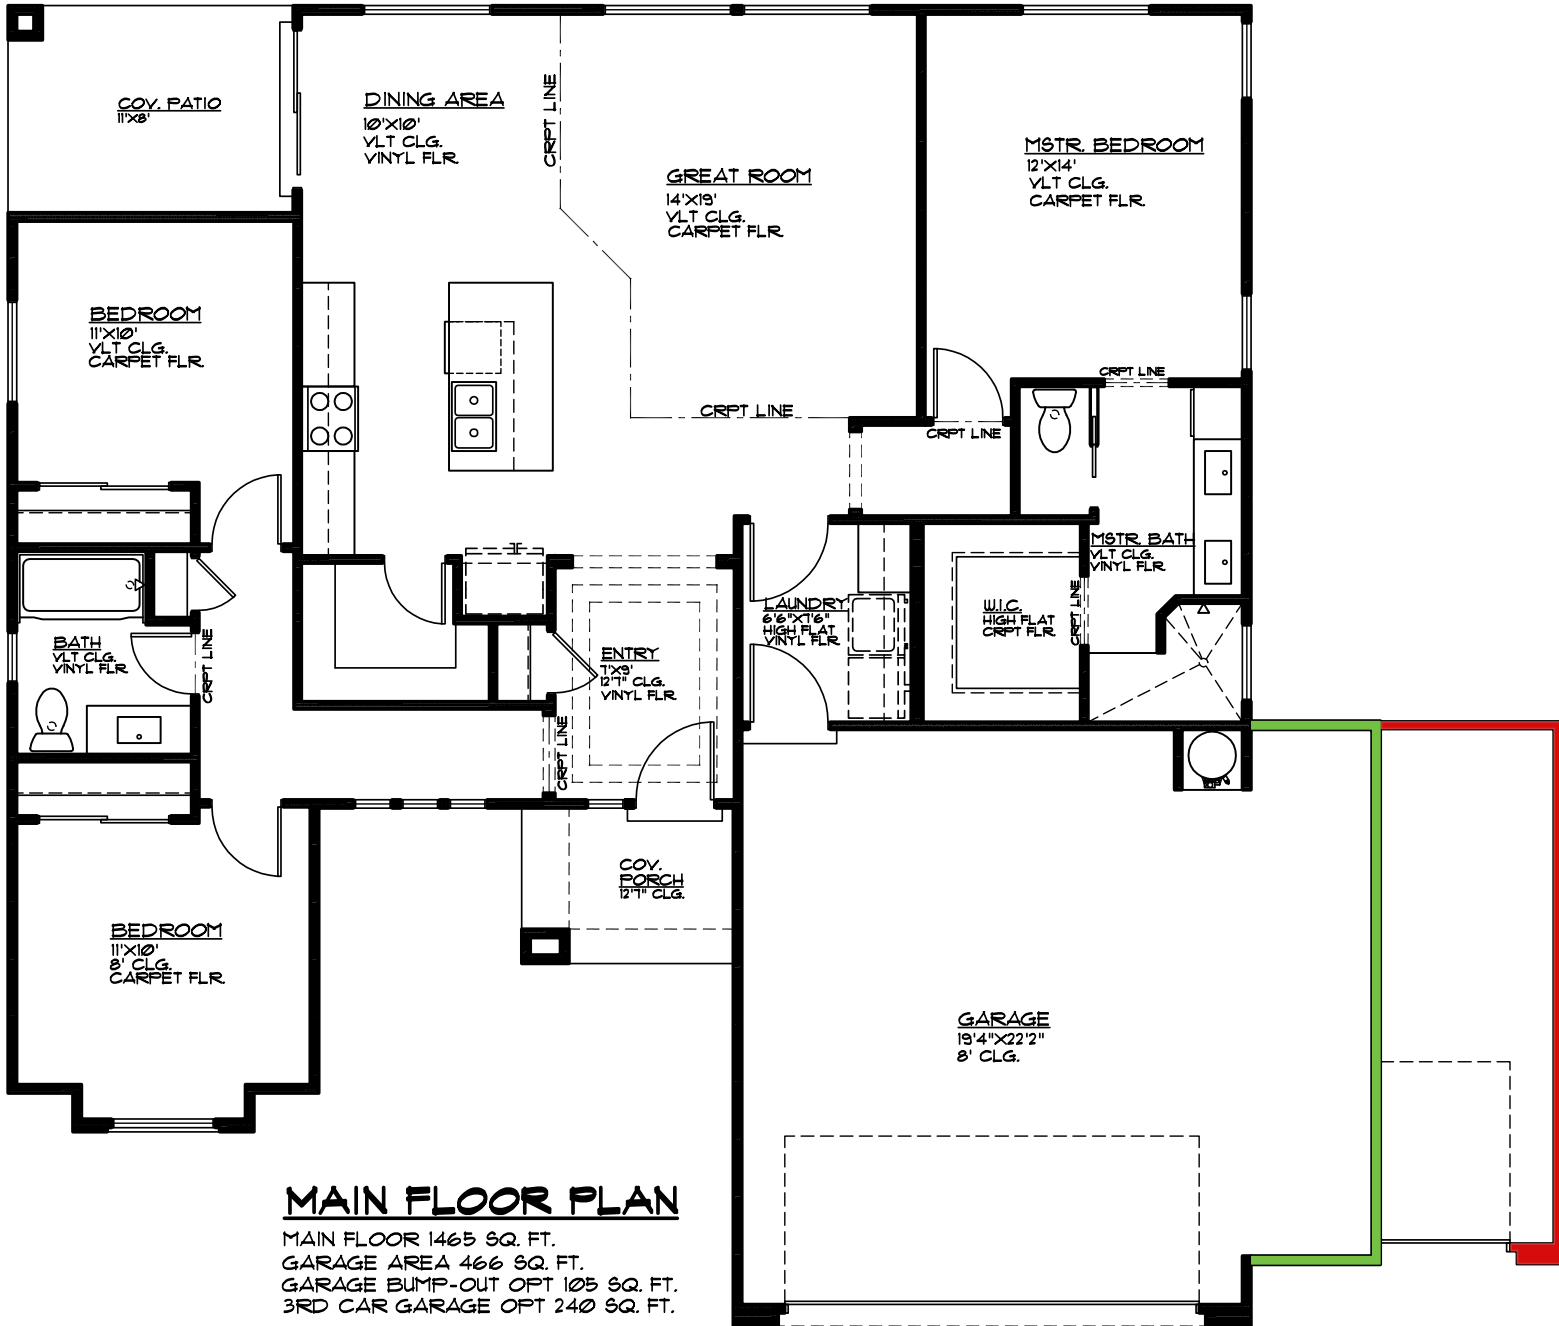 COV. PATIO
11'X8'
DINING AREA
10'X10'
VLT CLG.
VINYL FLR.
CRPT LINE
GREAT ROOM
14'X19'
VLT CLG.
CARPET FLR.
MSTR. BEDROOM
12'X14'
VLT CLG.
CARPET FLR.
BEDROOM
11'X10'
VLT CLG.
CARPET FLR.
CRPT LINE
CRPT LINE
CRPT LINE
MSTR. BATH
VLT CLG.
VINYL FLR.
LAUNDRY
6'6"X7'6"
HIGH FLAT
VINYL FLR.
W.I.C.
HIGH FLAT
CRPT FLR.
CRPT LINE
BATH
VLT CLG.
VINYL FLR.
CRPT LINE
ENTRY
7'X9'
12'7" CLG.
VINYL FLR.
CRPT LINE
COV.
PORCH
12'7" CLG.
BEDROOM
11'X10'
8' CLG.
CARPET FLR.
GARAGE
19'4"X22'2"
8' CLG.
MAIN FLOOR PLAN
MAIN FLOOR 1465 SQ. FT.
GARAGE AREA 466 SQ. FT.
GARAGE BUMP-OUT OPT 105 SQ. FT.
3RD CAR GARAGE OPT 240 SQ. FT.